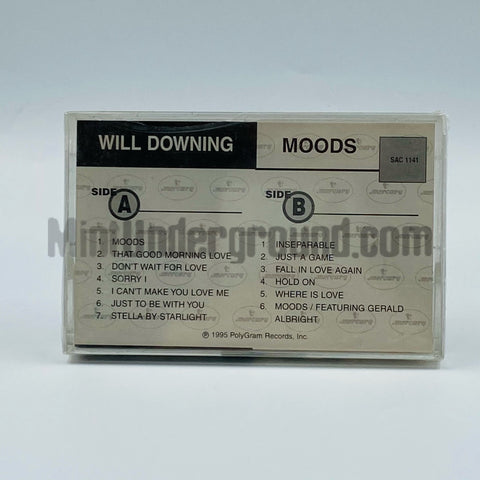 WILL DOWNING
MOODS
SAC 1141
SIDE A
1. MOODS
2. THAT GOOD MORNING LOVE
3. DON'T WAIT FOR LOVE
4. SORRY I
5. I CAN'T MAKE YOU LOVE ME
6. JUST TO BE WITH YOU
7. STELLA BY STARLIGHT
SIDE B
1. INSEPARABLE
2. JUST A GAME
3. FALL IN LOVE AGAIN
4. HOLD ON
5. WHERE IS LOVE
6. MOODS / FEATURING GERALD
ALBRIGHT
℗ 1995 PolyGram Records, Inc.
MiniUnderground.com
mercury